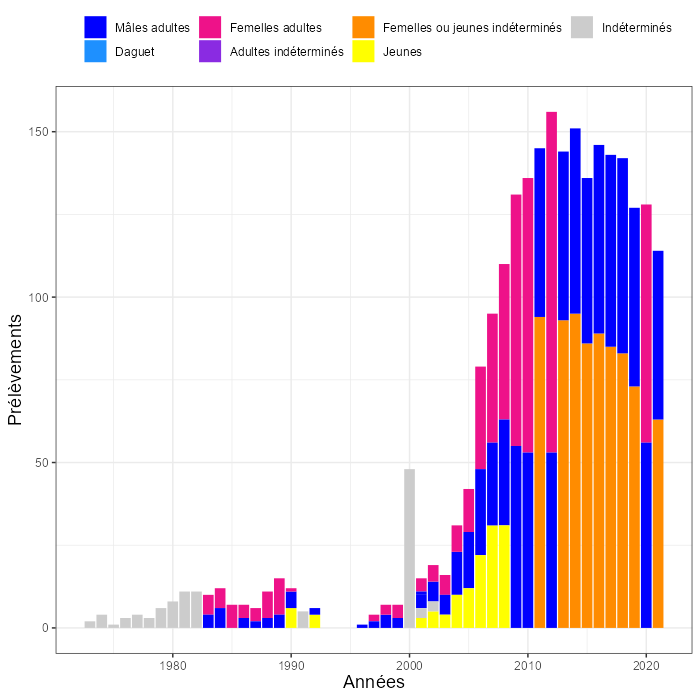 Mâles adultes Femelles adultes Femelles ou jeunes indéterminés Indéterminés
Daguet Adultes indéterminés Jeunes
150
100
50
0
Prélèvements
1980 1990 2000 2010 2020
Années